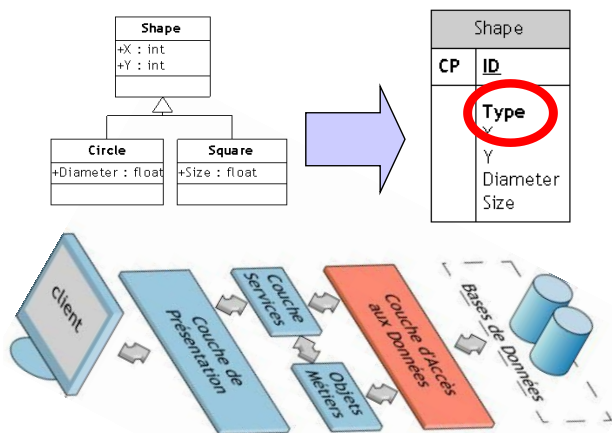 Shape
+X : int
+Y : int
Circle
+Diameter : float
Square
+Size : float
Shape
CP
ID
Type
X
Y
Diameter
Size
client
Couche de
Présentation
Couche
Services
Objets
Métiers
Couche d'Accès
aux Données
Bases de Données